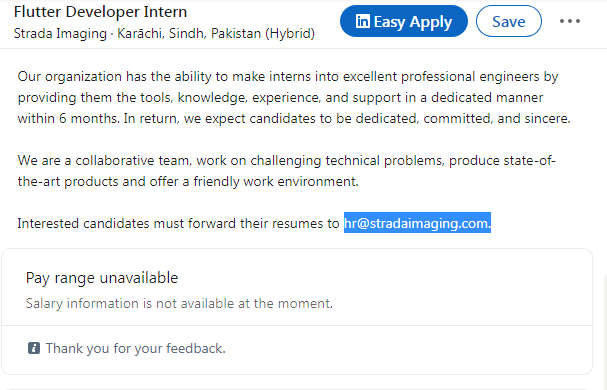 Flutter Developer Intern
Strada Imaging · Karāchi, Sindh, Pakistan (Hybrid)
Easy Apply
Save
Our organization has the ability to make interns into excellent professional engineers by
providing them the tools, knowledge, experience, and support in a dedicated manner
within 6 months. In return, we expect candidates to be dedicated, committed, and sincere.
We are a collaborative team, work on challenging technical problems, produce state-of-
the-art products and offer a friendly work environment.
Interested candidates must forward their resumes to hr@stradaimaging.com.
Pay range unavailable
Salary information is not available at the moment.
Thank you for your feedback.